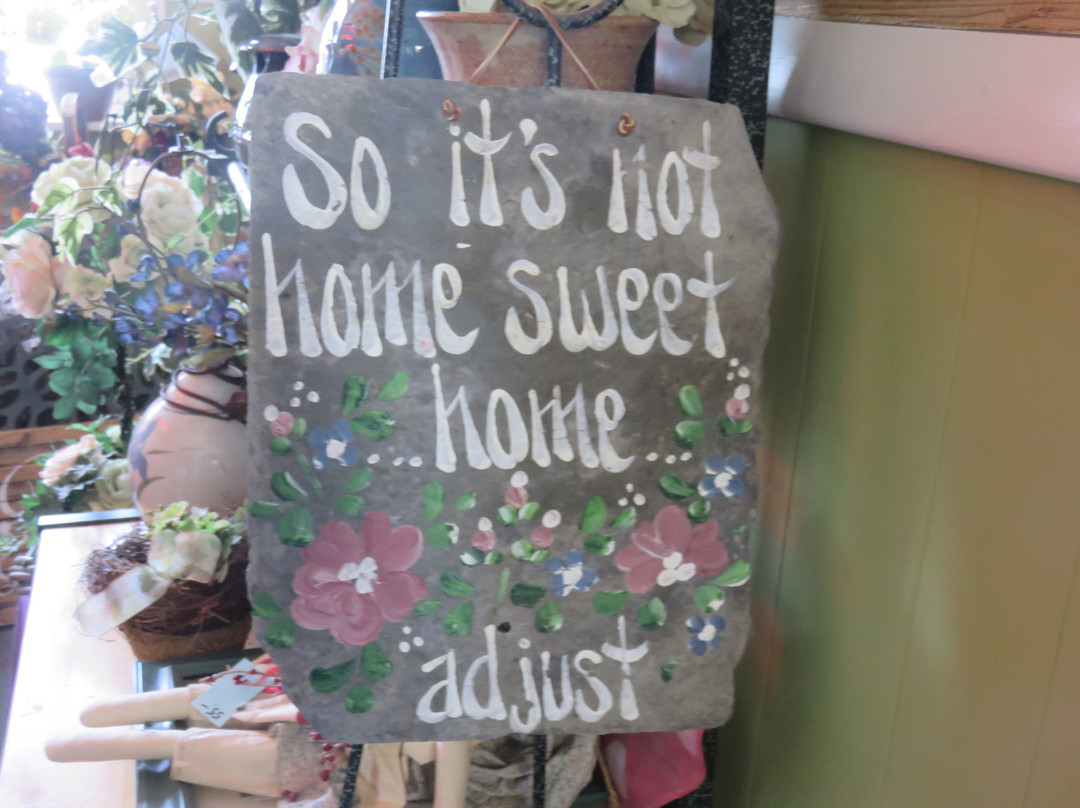 So it's not
home sweet
...home...
adjust